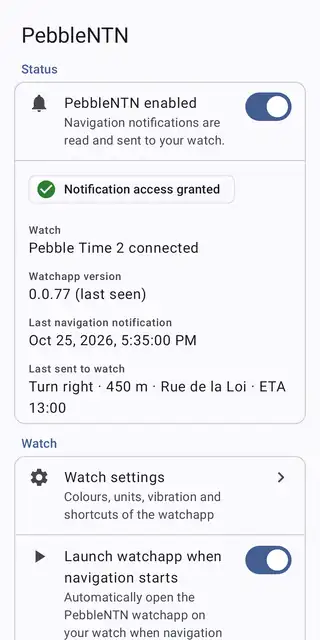 PebbleNTN
Status
PebbleNTN enabled
Navigation notifications are
read and sent to your watch.
Notification access granted
Watch
Pebble Time 2 connected
Watchapp version
0.0.77 (last seen)
Last navigation notification
Oct 25, 2026, 5:35:00 PM
Last sent to watch
Turn right · 450 m · Rue de la Loi · ETA
13:00
Watch
Watch settings
Colours, units, vibration and
shortcuts of the watchapp
Launch watchapp when
navigation starts
Automatically open the
PebbleNTN watchapp on
your watch when navigation